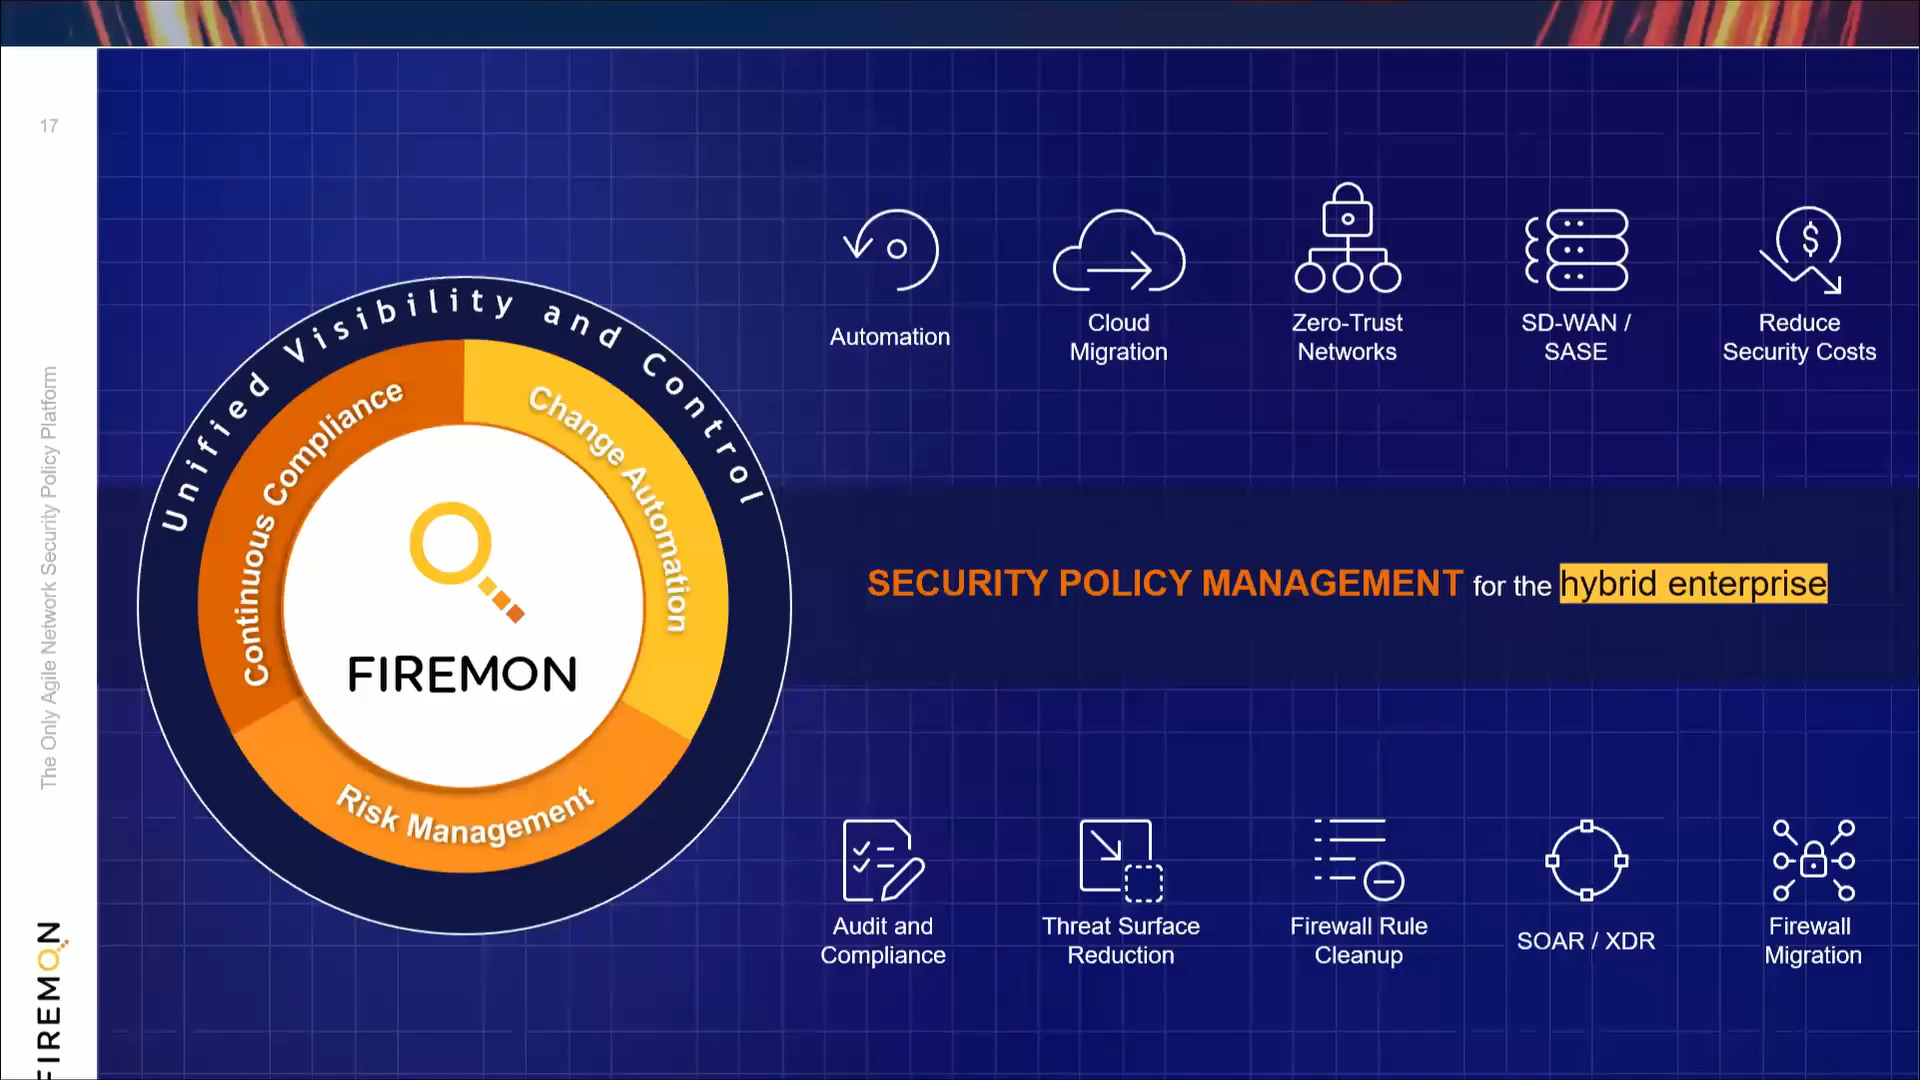 17
The Only Agile Network Security Policy Platform
FIREMON
Unified Visibility and Control
Continuous Compliance
Change Automation
Risk Management
FIREMON
Automation
Cloud
Migration
Zero-Trust
Networks
SD-WAN /
SASE
$
Reduce
Security Costs
SECURITY POLICY MANAGEMENT for the hybrid enterprise
Audit and
Compliance
Threat Surface
Reduction
Firewall Rule
Cleanup
SOAR / XDR
Firewall
Migration